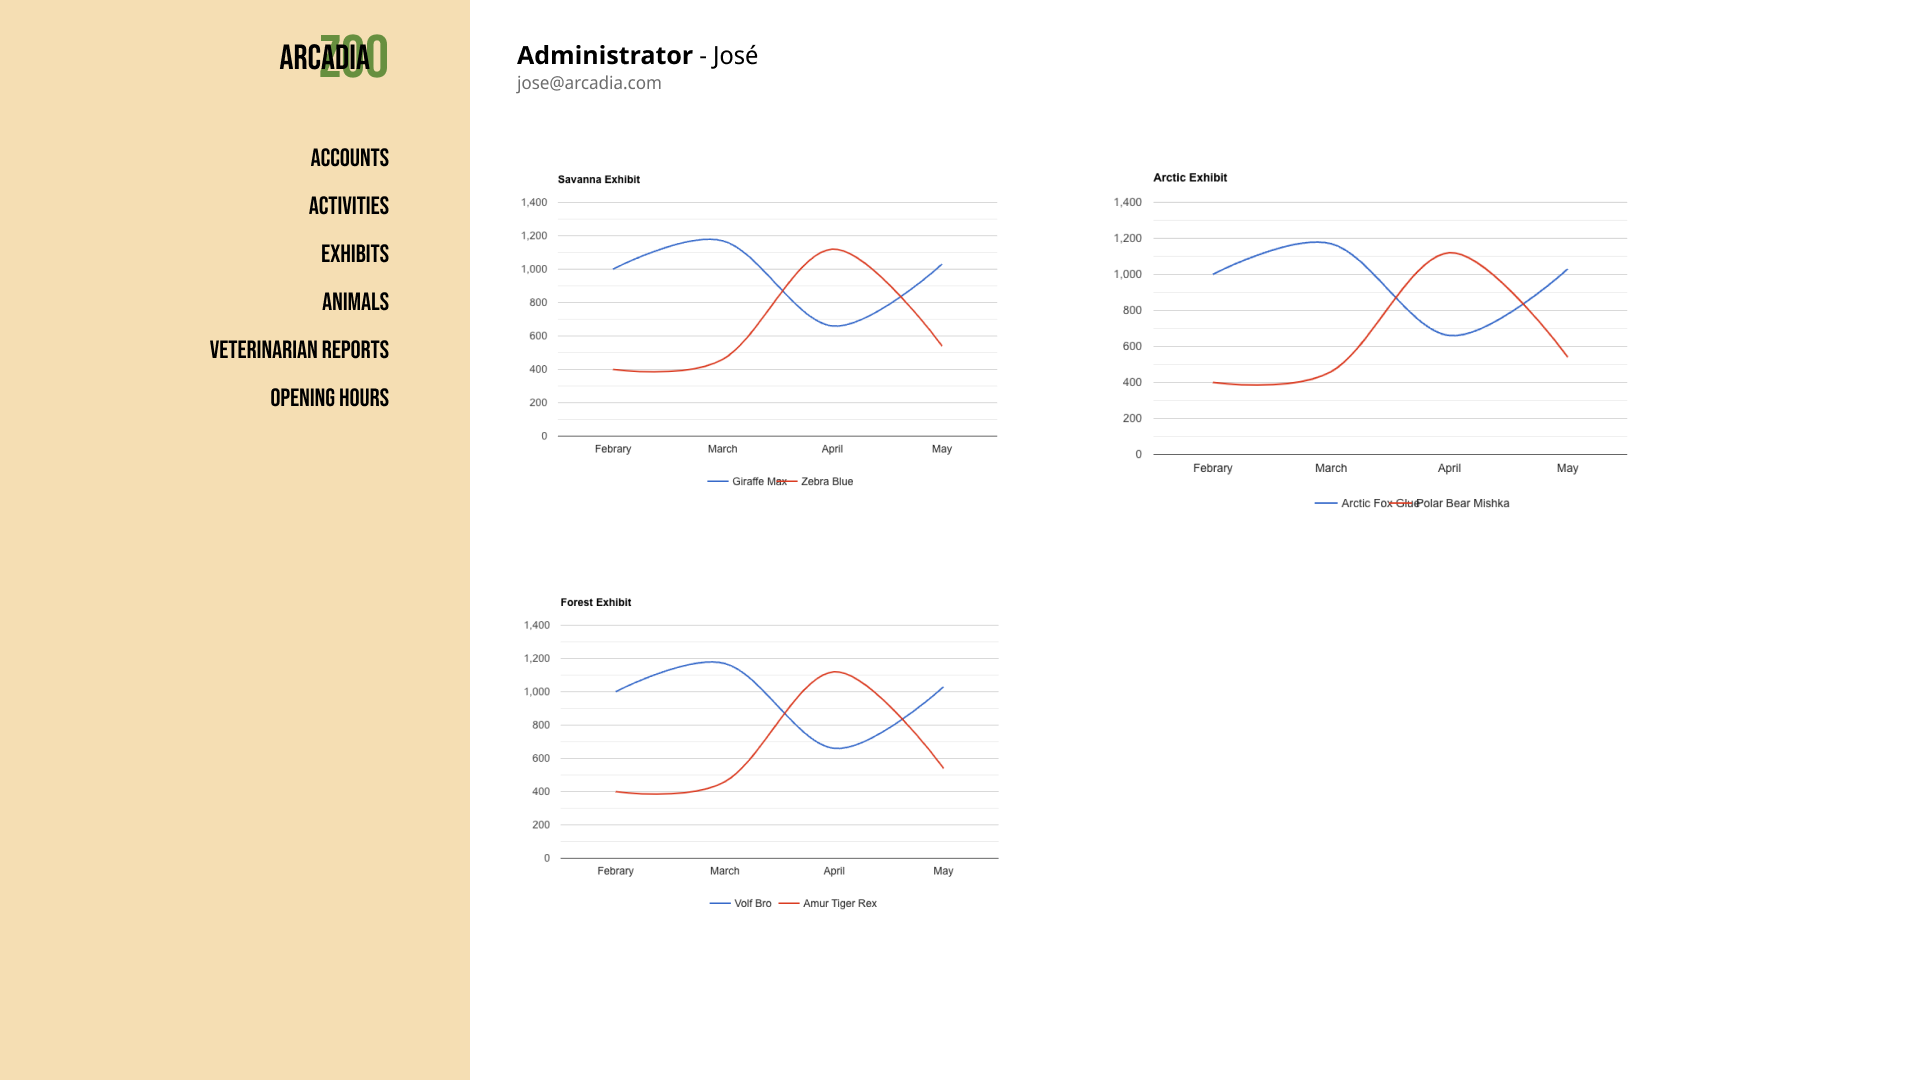 ARCADIA ZOO
ACCOUNTS
ACTIVITIES
EXHIBITS
ANIMALS
VETERINARIAN REPORTS
OPENING HOURS
Administrator - José
jose@arcadia.com
Savanna Exhibit
1,400
1,200
1,000
800
600
400
200
0
Febrary March April May
Giraffe Max Zebra Blue
Arctic Exhibit
1,400
1,200
1,000
800
600
400
200
0
Febrary March April May
Arctic Fox Glue Polar Bear Mishka
Forest Exhibit
1,400
1,200
1,000
800
600
400
200
0
Febrary March April May
Volf Bro Amur Tiger Rex